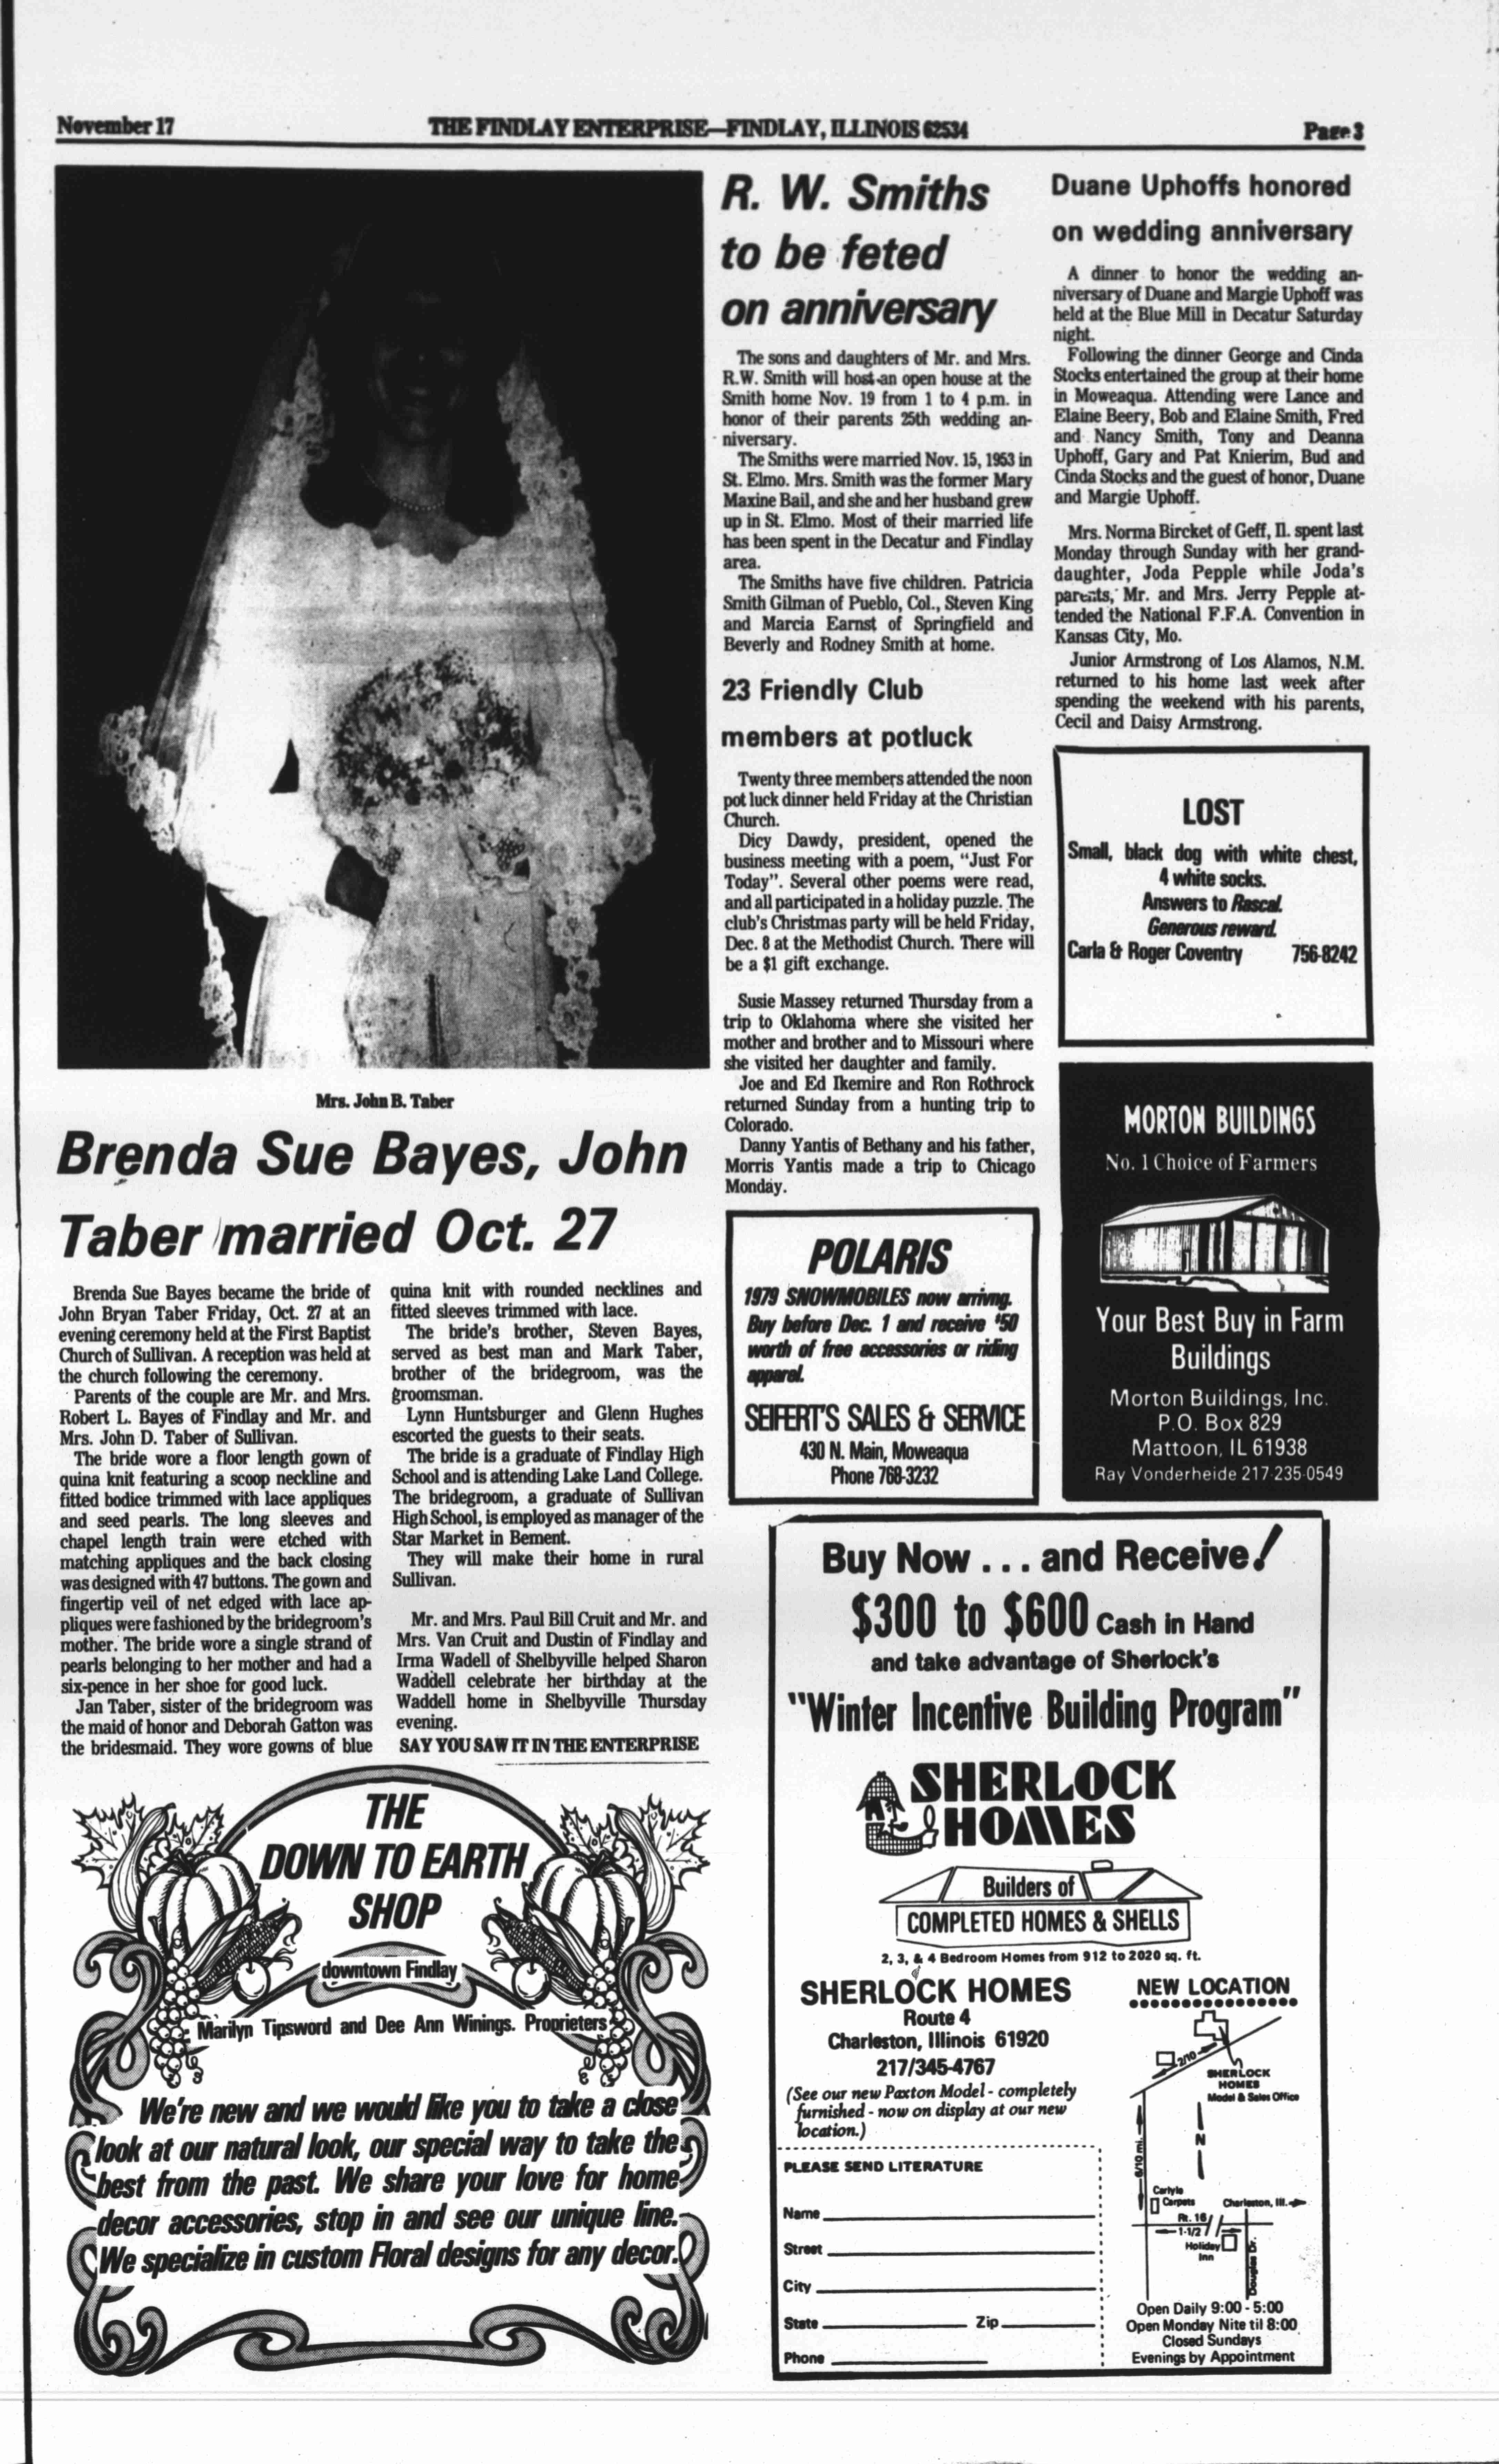 November 17
THE FINDLAY ENTERPRISE—FINDLAY, ILLINOIS 62534
Page 3
Mrs. John B. Taber
Brenda Sue Bayes, John
Taber married Oct. 27
Brenda Sue Bayes became the bride of
John Bryan Taber Friday, Oct. 27 at an
evening ceremony held at the First Baptist
Church of Sullivan. A reception was held at
the church following the ceremony.
Parents of the couple are Mr. and Mrs.
Robert L. Bayes of Findlay and Mr. and
Mrs. John D. Taber of Sullivan.
The bride wore a floor length gown of
quina knit featuring a scoop neckline and
fitted bodice trimmed with lace appliques
and seed pearls. The long sleeves and
chapel length train were etched with
matching appliques and the back closing
was designed with 47 buttons. The gown and
fingertip veil of net edged with lace ap-
pliques were fashioned by the bridegroom's
mother. The bride wore a single strand of
pearls belonging to her mother and had a
six-pence in her shoe for good luck.
Jan Taber, sister of the bridegroom was
the maid of honor and Deborah Gatton was
the bridesmaid. They wore gowns of blue
quina knit with rounded necklines and
fitted sleeves trimmed with lace.
The bride's brother, Steven Bayes,
served as best man and Mark Taber,
brother of the bridegroom, was the
groomsman.
Lynn Huntsburger and Glenn Hughes
escorted the guests to their seats.
The bride is a graduate of Findlay High
School and is attending Lake Land College.
The bridegroom, a graduate of Sullivan
High School, is employed as manager of the
Star Market in Bement.
They will make their home in rural
Sullivan.
Mr. and Mrs. Paul Bill Cruit and Mr. and
Mrs. Van Cruit and Dustin of Findlay and
Irma Wadell of Shelbyville helped Sharon
Waddell celebrate her birthday at the
Waddell home in Shelbyville Thursday
evening.
SAY YOU SAW IT IN THE ENTERPRISE
THE
DOWN TO EARTH
SHOP
downtown Findlay
Marilyn Tipsword and Dee Ann Winings. Proprieters
We're new and we would like you to take a close
look at our natural look, our special way to take the
best from the past. We share your love for home
decor accessories, stop in and see our unique line.
We specialize in custom Floral designs for any decor.
R. W. Smiths
to be feted
on anniversary
The sons and daughters of Mr. and Mrs.
R.W. Smith will host an open house at the
Smith home Nov. 19 from 1 to 4 p.m. in
honor of their parents 25th wedding an-
niversary.
The Smiths were married Nov. 15, 1953 in
St. Elmo. Mrs. Smith was the former Mary
Maxine Bail, and she and her husband grew
up in St. Elmo. Most of their married life
has been spent in the Decatur and Findlay
area.
The Smiths have five children. Patricia
Smith Gilman of Pueblo, Col., Steven King
and Marcia Earnst of Springfield and
Beverly and Rodney Smith at home.
23 Friendly Club
members at potluck
Twenty three members attended the noon
pot luck dinner held Friday at the Christian
Church.
Dicy Dawdy, president, opened the
business meeting with a poem, "Just For
Today". Several other poems were read,
and all participated in a holiday puzzle. The
club's Christmas party will be held Friday,
Dec. 8 at the Methodist Church. There will
be a $1 gift exchange.
Susie Massey returned Thursday from a
trip to Oklahoma where she visited her
mother and brother and to Missouri where
she visited her daughter and family.
Joe and Ed Ikemire and Ron Rothrock
returned Sunday from a hunting trip to
Colorado.
Danny Yantis of Bethany and his father,
Morris Yantis made a trip to Chicago
Monday.
POLARIS
1979 SNOWMOBILES now arriving.
Buy before Dec. 1 and receive $50
worth of free accessories or riding
apparel.
SEIFERT'S SALES & SERVICE
430 N. Main, Moweaqua
Phone 768-3232
Duane Uphoffs honored
on wedding anniversary
A dinner to honor the wedding an-
niversary of Duane and Margie Uphoff was
held at the Blue Mill in Decatur Saturday
night.
Following the dinner George and Cinda
Stocks entertained the group at their home
in Moweaqua. Attending were Lance and
Elaine Beery, Bob and Elaine Smith, Fred
and Nancy Smith, Tony and Deanna
Uphoff, Gary and Pat Knierim, Bud and
Cinda Stocks and the guest of honor, Duane
and Margie Uphoff.
Mrs. Norma Bircket of Geff, Il. spent last
Monday through Sunday with her grand-
daughter, Joda Pepple while Joda's
parents, Mr. and Mrs. Jerry Pepple at-
tended the National F.F.A. Convention in
Kansas City, Mo.
Junior Armstrong of Los Alamos, N.M.
returned to his home last week after
spending the weekend with his parents,
Cecil and Daisy Armstrong.
LOST
Small, black dog with white chest,
4 white socks.
Answers to Rascal.
Generous reward.
Carla & Roger Coventry 756-8242
MORTON BUILDINGS
No. 1 Choice of Farmers
Your Best Buy in Farm
Buildings
Morton Buildings, Inc.
P.O. Box 829
Mattoon, IL 61938
Ray Vonderheide 217-235-0549
Buy Now . . . and Receive!
$300 to $600 Cash in Hand
and take advantage of Sherlock's
"Winter Incentive Building Program"
SHERLOCK
HOMES
Builders of
COMPLETED HOMES & SHELLS
2, 3, & 4 Bedroom Homes from 912 to 2020 sq. ft.
SHERLOCK HOMES
Route 4
Charleston, Illinois 61920
217/345-4767
(See our new Paxton Model - completely
furnished - now on display at our new
location.)
PLEASE SEND LITERATURE
Name
Street
City
State Zip
Phone
NEW LOCATION
2/10
SHERLOCK
HOMES
Model & Sales Office
N
6/10 mi.
Carlyle
Carpets
Charleston, Ill.
Rt. 16
1-1/2
Holiday
Inn
Douglas Dr.
Open Daily 9:00 - 5:00
Open Monday Nite til 8:00
Closed Sundays
Evenings by Appointment